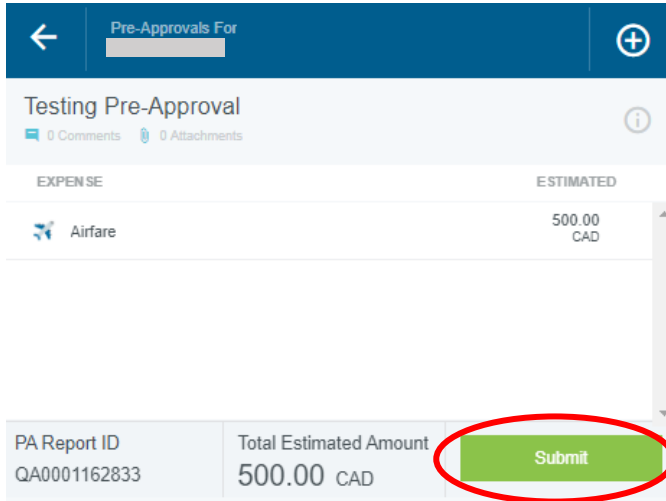 Pre-Approvals For
Testing Pre-Approval
0 Comments 0 Attachments
EXPENSE ESTIMATED
Airfare 500.00
CAD
PA Report ID Total Estimated Amount Submit
QA0001162833 500.00 CAD